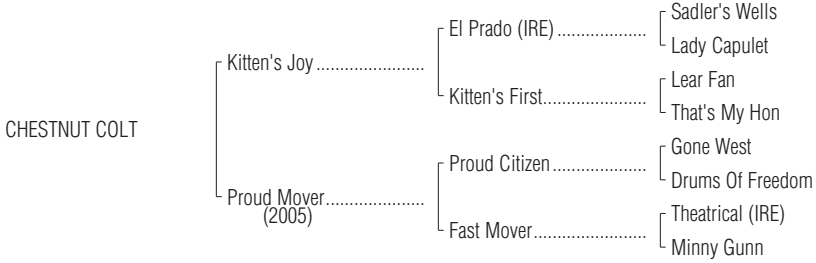 Sadler's Wells
El Prado (IRE) ...................
Lady Capulet
Kitten's Joy .......................
Lear Fan
Kitten's First......................
That's My Hon
CHESTNUT COLT
Gone West
Proud Citizen ....................
Drums Of Freedom
Proud Mover.....................
(2005)
Theatrical (IRE)
Fast Mover........................
Minny Gunn